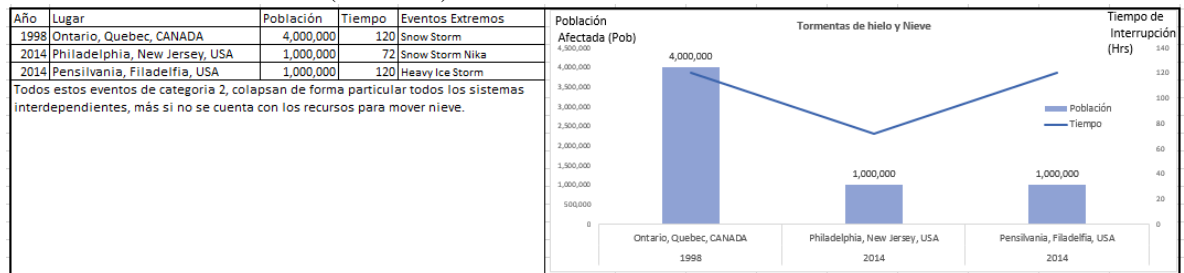 Año Lugar Población Tiempo Eventos Extremos
1998 Ontario, Quebec, CANADA 4,000,000 120 Snow Storm
2014 Philadelphia, New Jersey, USA 1,000,000 72 Snow Storm Nika
2014 Pensilvania, Filadelfia, USA 1,000,000 120 Heavy Ice Storm
Todos estos eventos de categoria 2, colapsan de forma particular todos los sistemas
interdependientes, más si no se cuenta con los recursos para mover nieve.
Población
Afectada (Pob)
Tormentas de hielo y Nieve
Tiempo de
Interrupción
(Hrs)
4,500,000
4,000,000
3,500,000
3,000,000
2,500,000
2,000,000
1,500,000
1,000,000
500,000
0
4,000,000
1,000,000
1,000,000
Población
Tiempo
140
120
100
80
60
40
20
0
Ontario, Quebec, CANADA
Philadelphia, New Jersey, USA
Pensilvania, Filadelfia, USA
1998
2014
2014